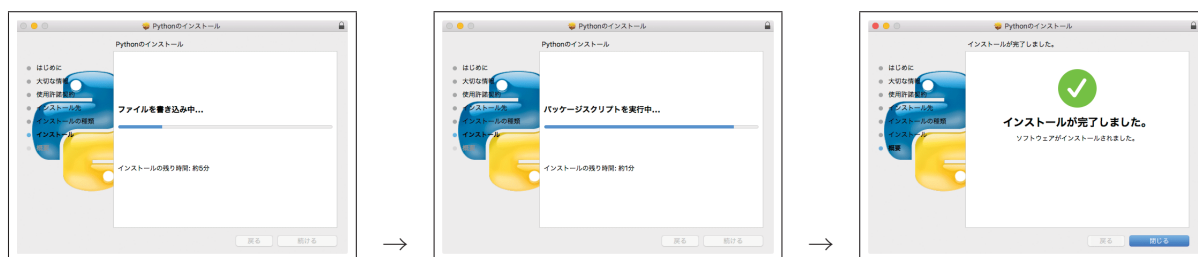 Pythonのインストール
Pythonのインストール
はじめに
大切な情報
使用許諾契約
インストール先
インストールの種類
インストール
概要
ファイルを書き込み中...
インストールの残り時間: 約5分
戻る
続ける
→
Pythonのインストール
Pythonのインストール
はじめに
大切な情報
使用許諾契約
インストール先
インストールの種類
インストール
概要
パッケージスクリプトを実行中...
インストールの残り時間: 約1分
戻る
続ける
→
Pythonのインストール
インストールが完了しました。
はじめに
大切な情報
使用許諾契約
インストール先
インストールの種類
インストール
概要
インストールが完了しました。
ソフトウェアがインストールされました。
戻る
閉じる